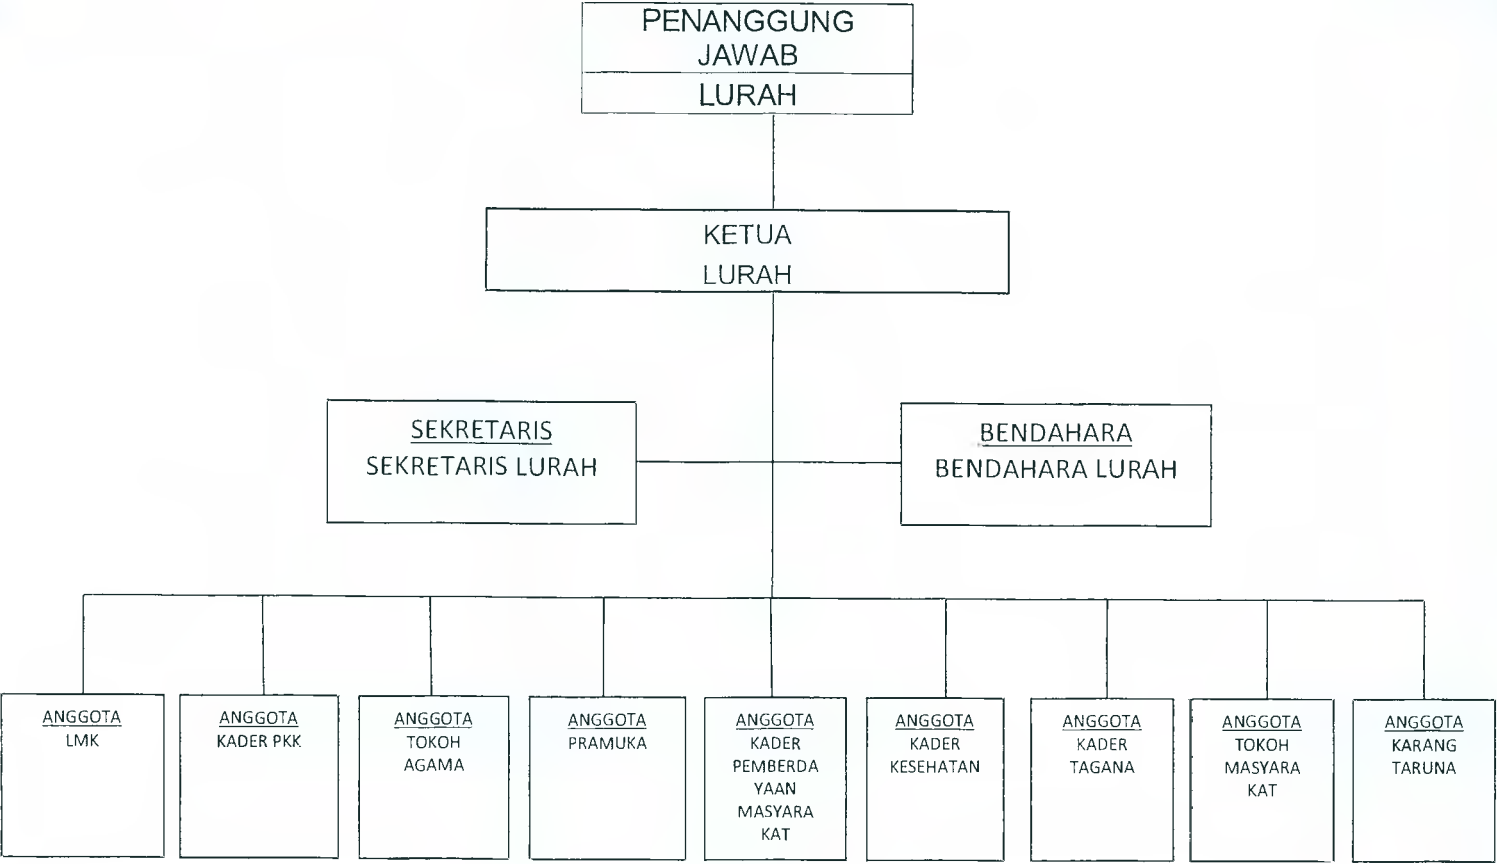 PENANGGUNG
JAWAB
LURAH
KETUA
LURAH
SEKRETARIS
SEKRETARIS LURAH
BENDAHARA
BENDAHARA LURAH
ANGGOTA
LMK
ANGGOTA
KADER PKK
ANGGOTA
TOKOH
AGAMA
ANGGOTA
PRAMUKA
ANGGOTA
KADER
PEMBERDA
YAAN
MASYARA
KAT
ANGGOTA
KADER
KESEHATAN
ANGGOTA
KADER
TAGANA
ANGGOTA
TOKOH
MASYARA
KAT
ANGGOTA
KARANG
TARUNA